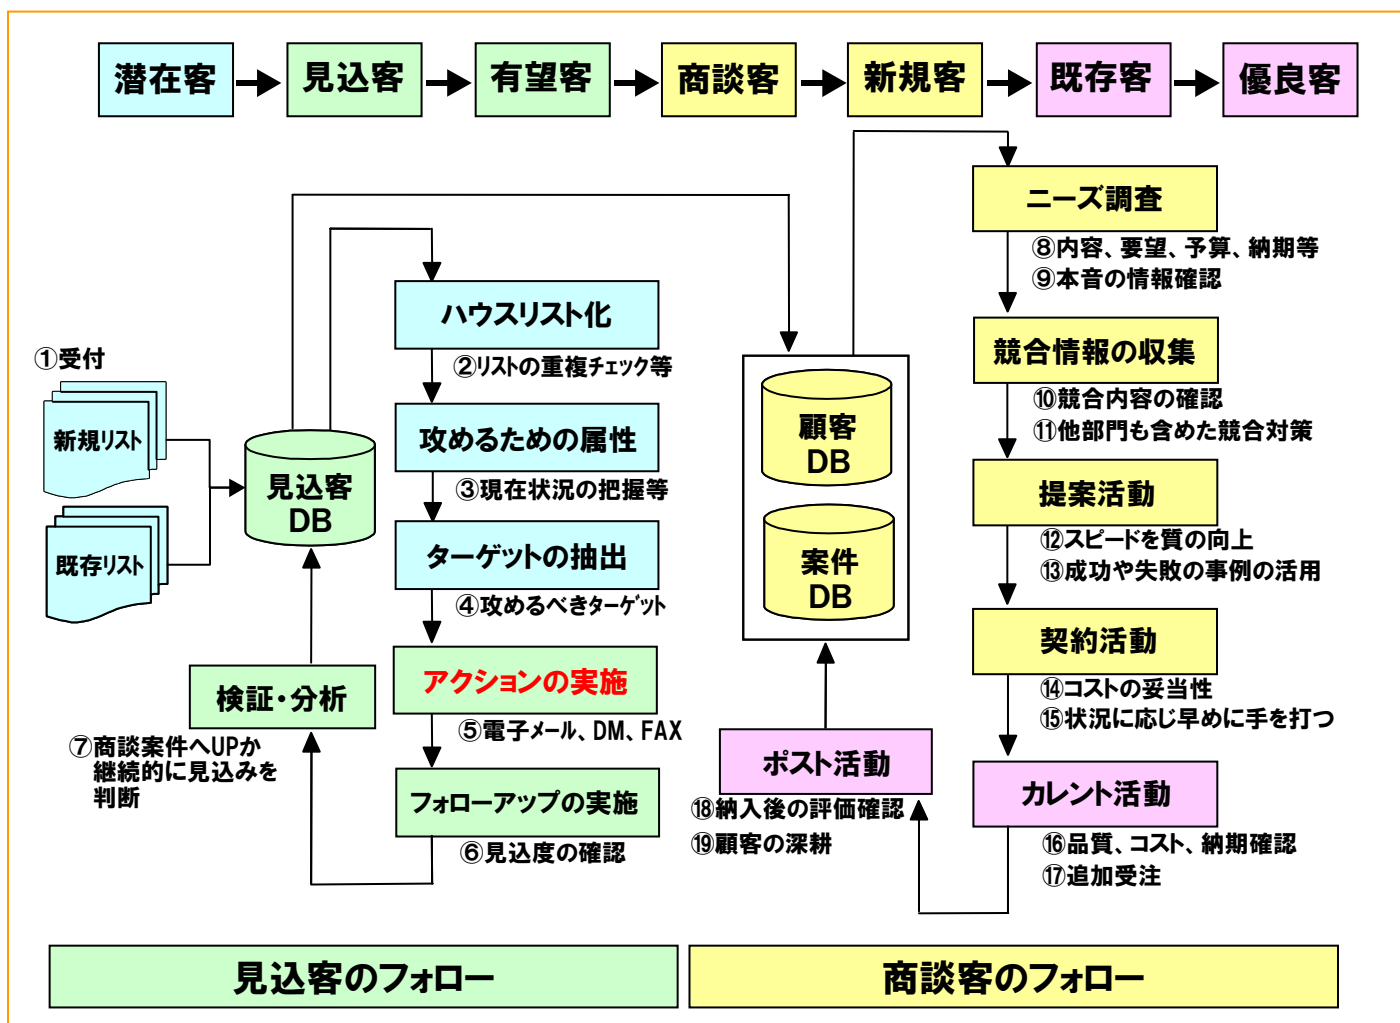 潜在客
見込客
有望客
商談客
新規客
既存客
優良客
①受付
新規リスト
既存リスト
見込客
DB
ハウスリスト化
②リストの重複チェック等
攻めるための属性
③現在状況の把握等
ターゲットの抽出
④攻めるべきターゲット
アクションの実施
⑤電子メール、DM、FAX
フォローアップの実施
⑥見込度の確認
検証・分析
⑦商談案件へUPか
継続的に見込みを
判断
顧客
DB
案件
DB
ニーズ調査
⑧内容、要望、予算、納期等
⑨本音の情報確認
競合情報の収集
⑩競合内容の確認
⑪他部門も含めた競合対策
提案活動
⑫スピードを質の向上
⑬成功や失敗の事例の活用
契約活動
⑭コストの妥当性
⑮状況に応じ早めに手を打つ
カレント活動
⑯品質、コスト、納期確認
⑰追加受注
ポスト活動
⑱納入後の評価確認
⑲顧客の深耕
見込客のフォロー
商談客のフォロー